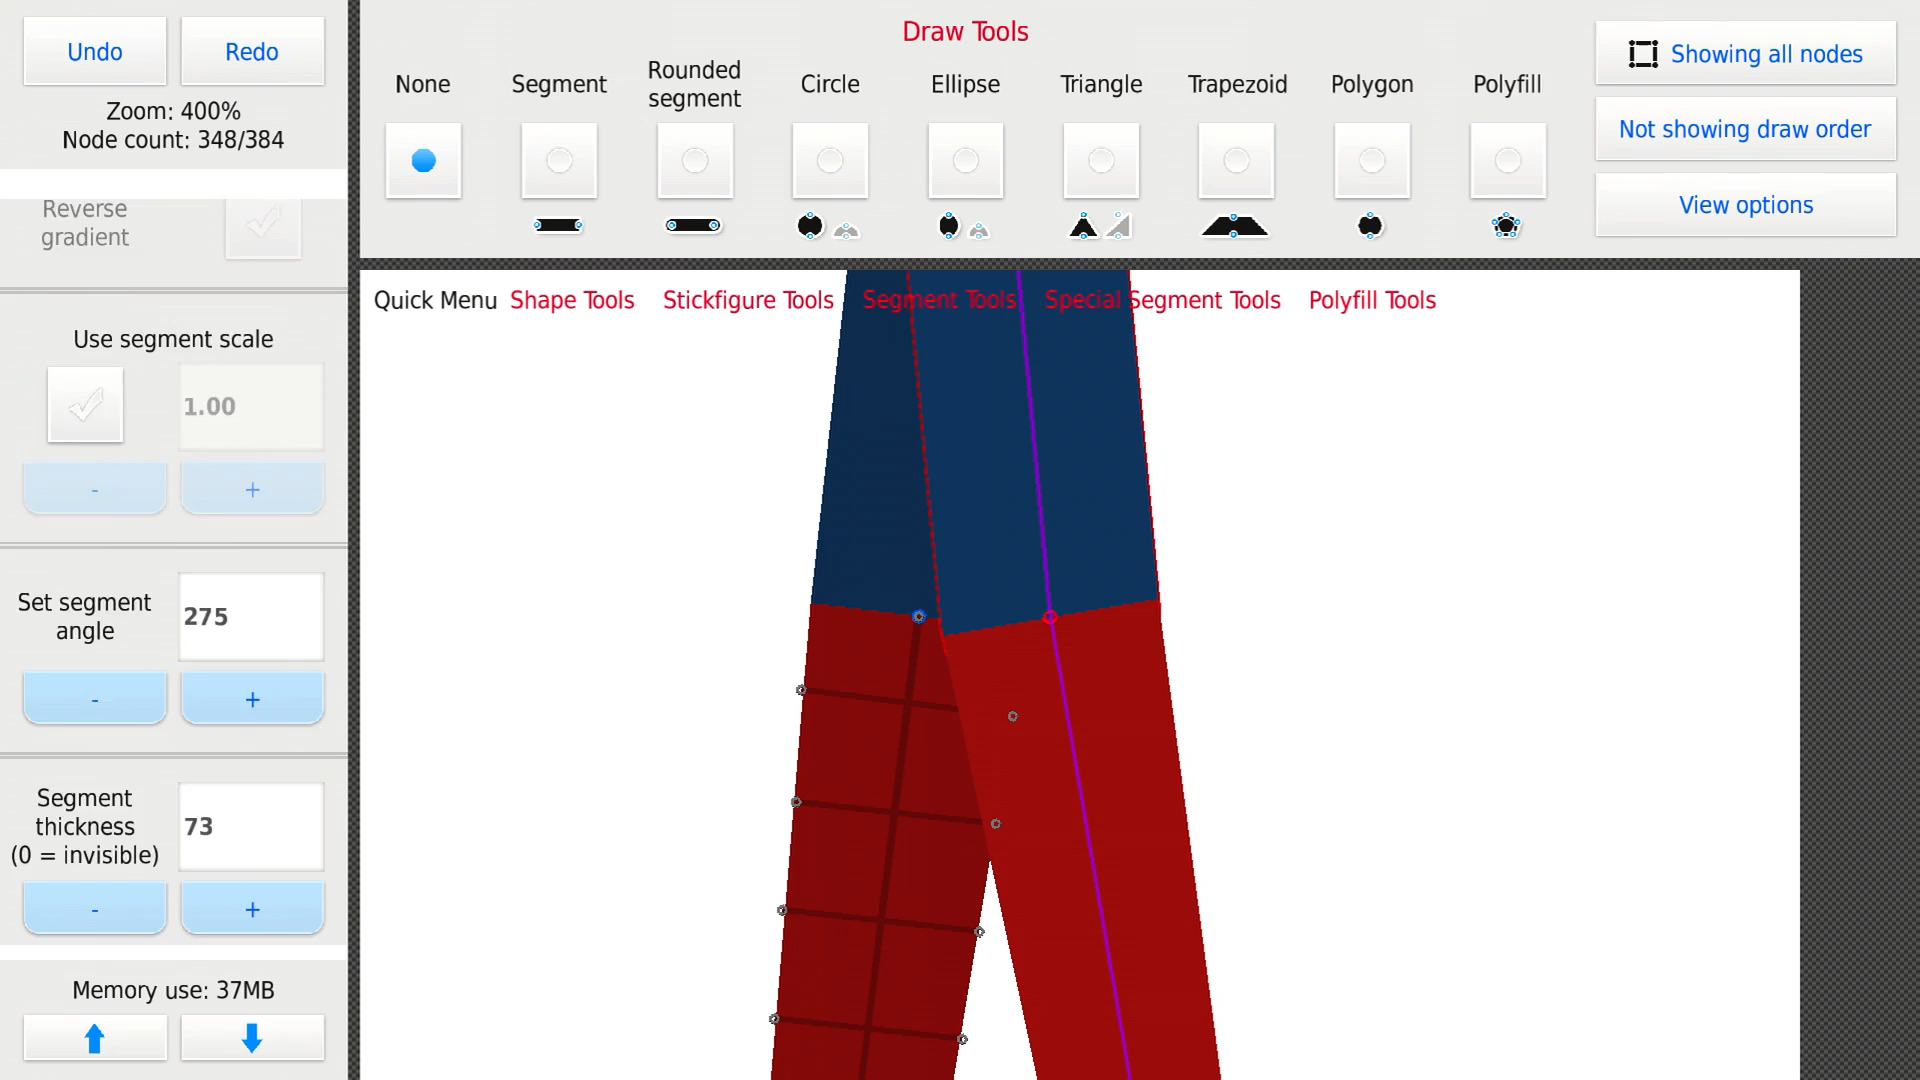 Undo
Redo
Zoom: 400%
Node count: 348/384
Reverse
gradient
Use segment scale
1.00
-
+
Set segment
angle
275
-
+
Segment
thickness
(0 = invisible)
73
-
+
Memory use: 37MB
Draw Tools
None
Segment
Rounded
segment
Circle
Ellipse
Triangle
Trapezoid
Polygon
Polyfill
Showing all nodes
Not showing draw order
View options
Quick Menu Shape Tools Stickfigure Tools Segment Tools Special Segment Tools Polyfill Tools